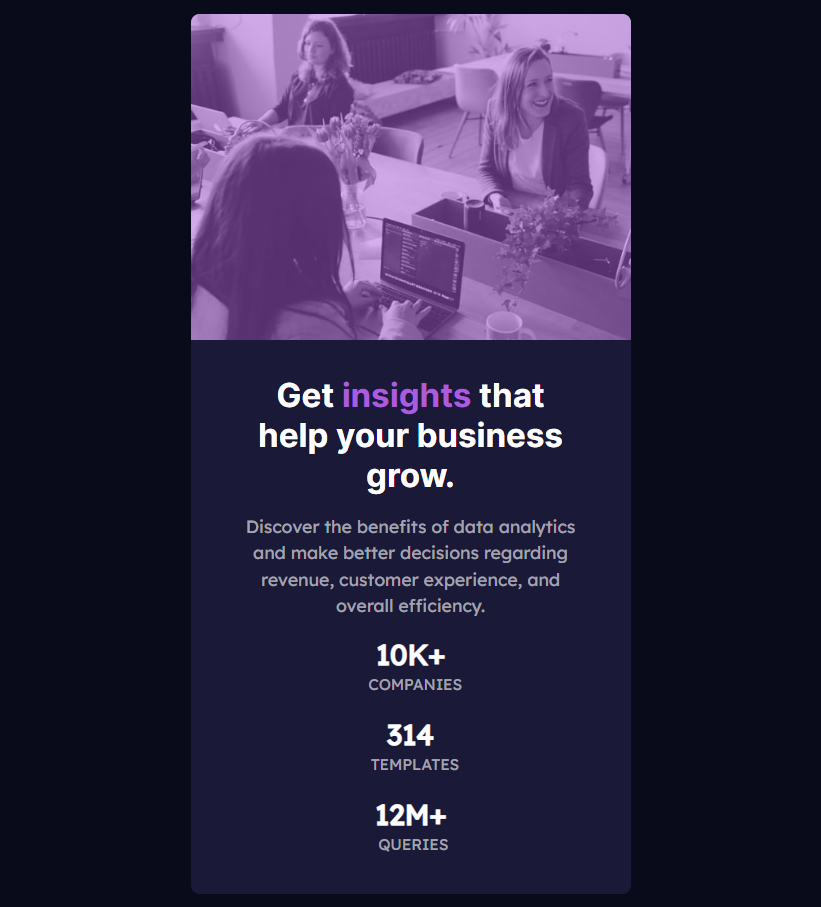 Get insights that
help your business
grow.
Discover the benefits of data analytics
and make better decisions regarding
revenue, customer experience, and
overall efficiency.
10K+
COMPANIES
314
TEMPLATES
12M+
QUERIES